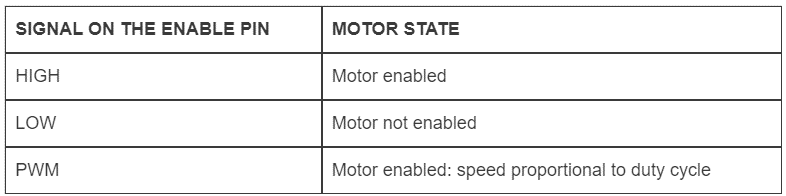 SIGNAL ON THE ENABLE PIN MOTOR STATE
HIGH Motor enabled
LOW Motor not enabled
PWM Motor enabled: speed proportional to duty cycle